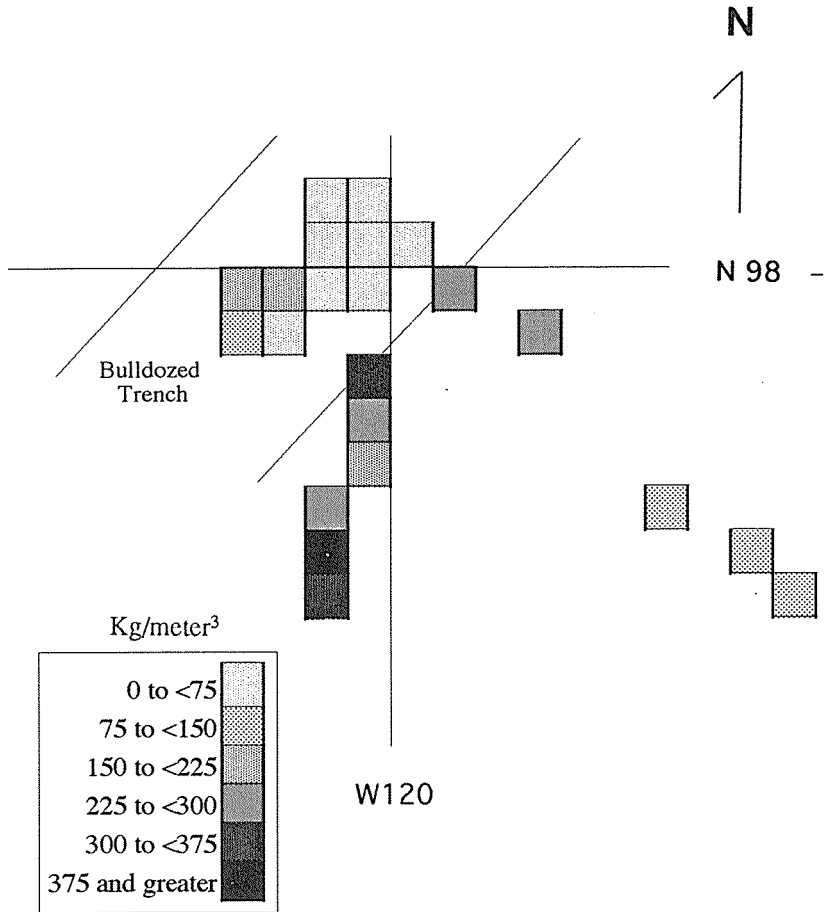 N
N 98
Bulldozed
Trench
Kg/meter³
0 to <75
75 to <150
150 to <225
225 to <300
300 to <375
375 and greater
W120